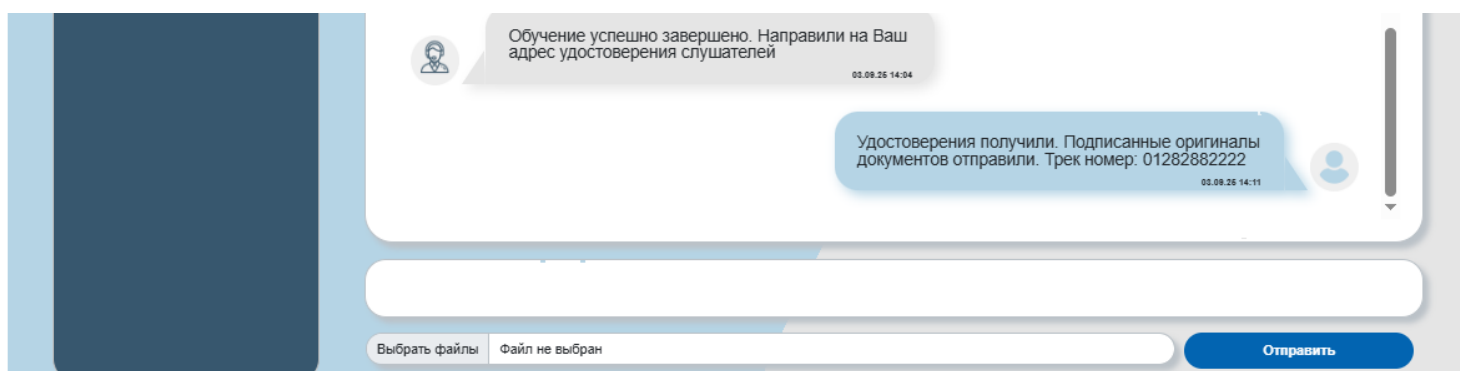 Обучение успешно завершено. Направили на Ваш
адрес удостоверения слушателей
03.09.25 14:04
Удостоверения получили. Подписанные оригиналы
документов отправили. Трек номер: 01282882222
03.09.25 14:11
Выбрать файлы Файл не выбран
Отправить